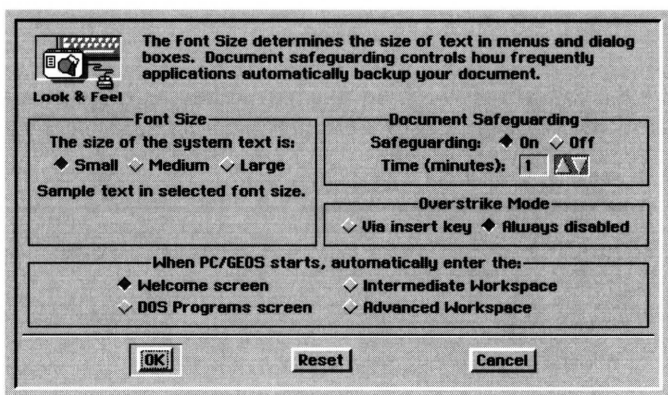 The Font Size determines the size of text in menus and dialog
boxes. Document safeguarding controls how frequently
applications automatically backup your document.
Look & Feel
Font Size
The size of the system text is:
Small Medium Large
Sample text in selected font size.
Document Safeguarding
Safeguarding: On Off
Time (minutes): 1
Overstrike Mode
Via insert key Always disabled
When PC/GEOS starts, automatically enter the:
Welcome screen Intermediate Workspace
DOS Programs screen Advanced Workspace
OK Reset Cancel